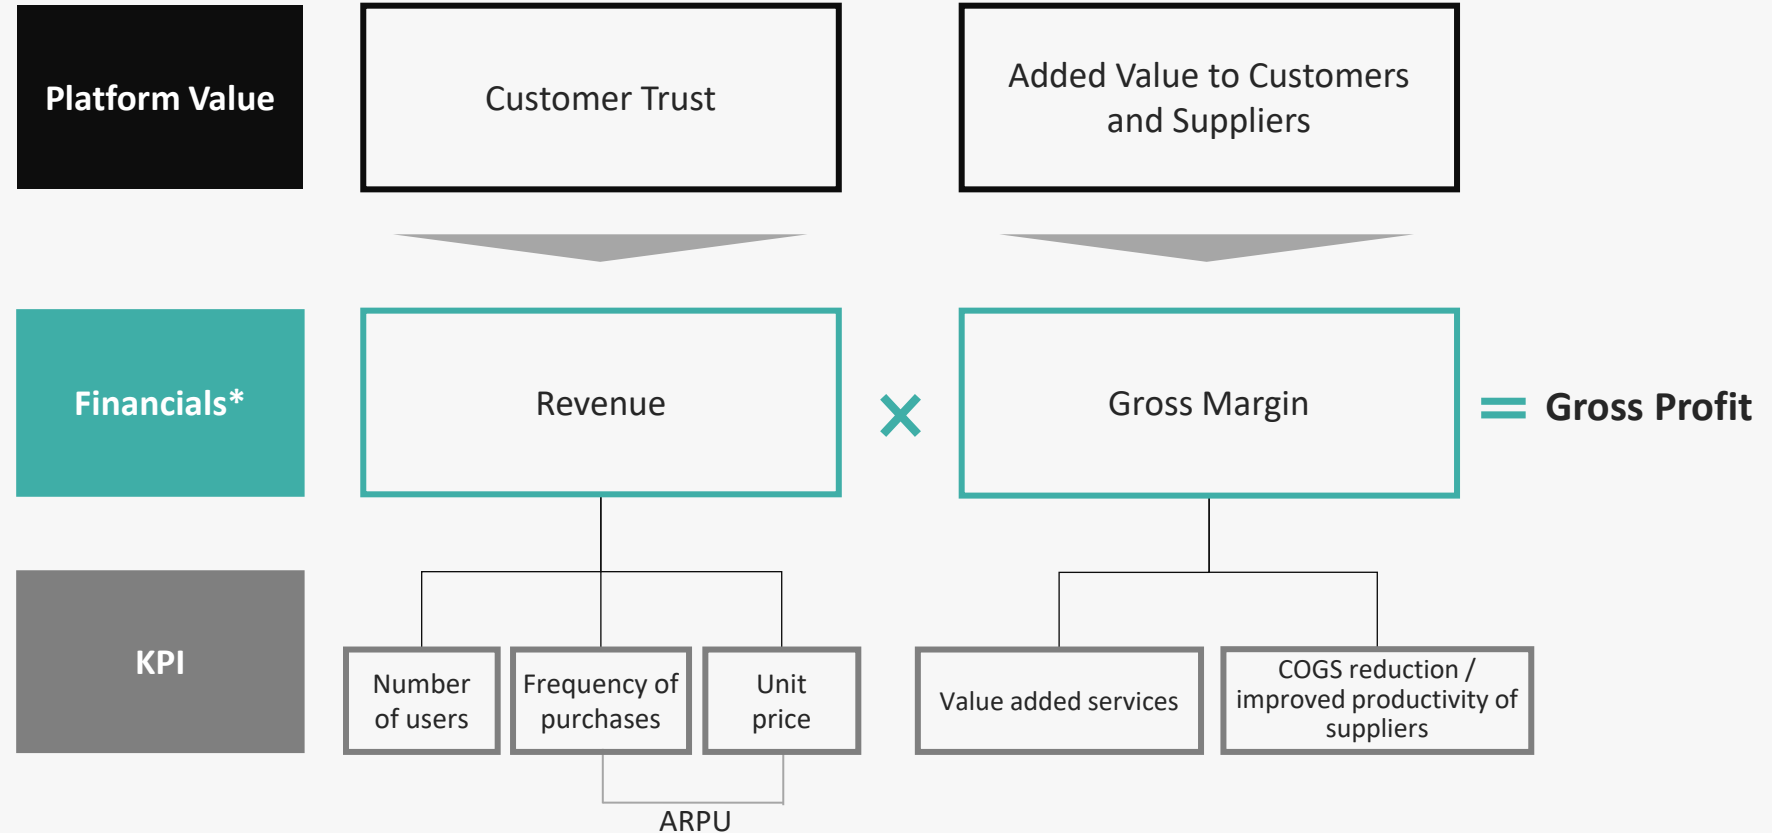 Platform Value
Customer Trust
Added Value to Customers
and Suppliers
Financials*
Revenue
×
Gross Margin
= Gross Profit
KPI
Number
of users
Frequency of
purchases
Unit
price
Value added services
COGS reduction /
improved productivity of
suppliers
ARPU